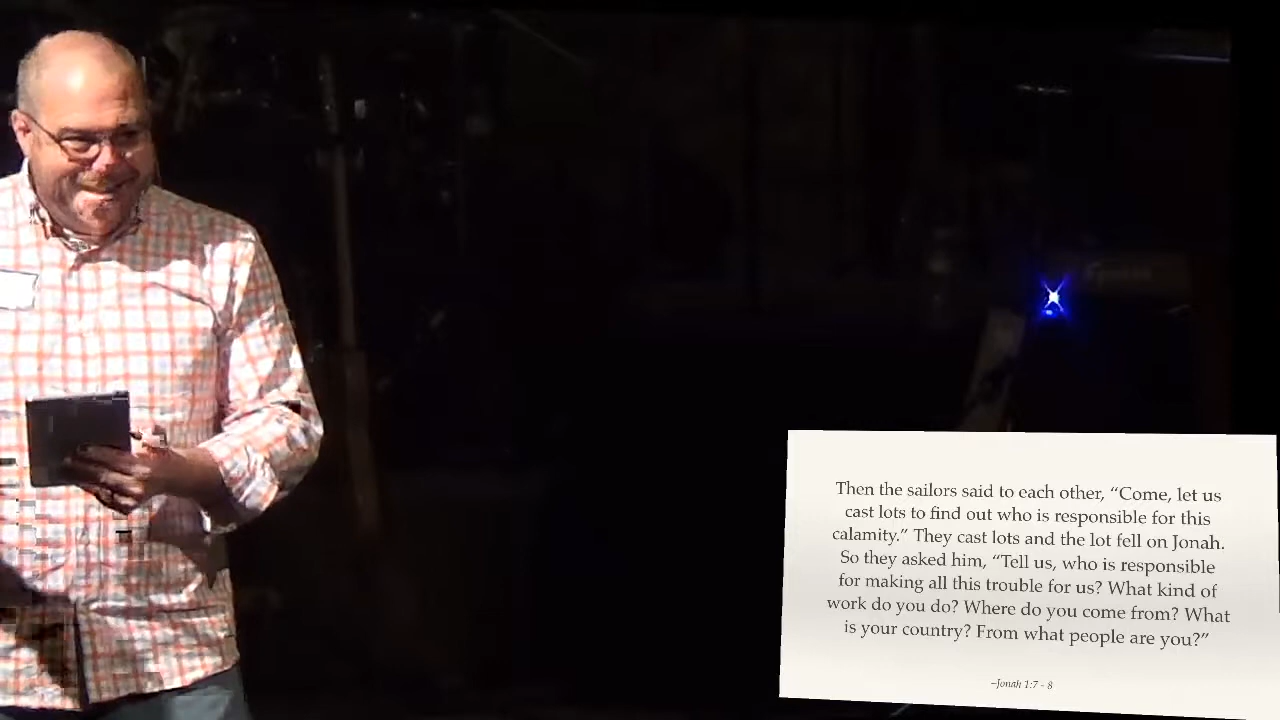 Then the sailors said to each other, “Come, let us
cast lots to find out who is responsible for this
calamity.” They cast lots and the lot fell on Jonah.
So they asked him, “Tell us, who is responsible
for making all this trouble for us? What kind of
work do you do? Where do you come from? What
is your country? From what people are you?”
–Jonah 1:7 - 8